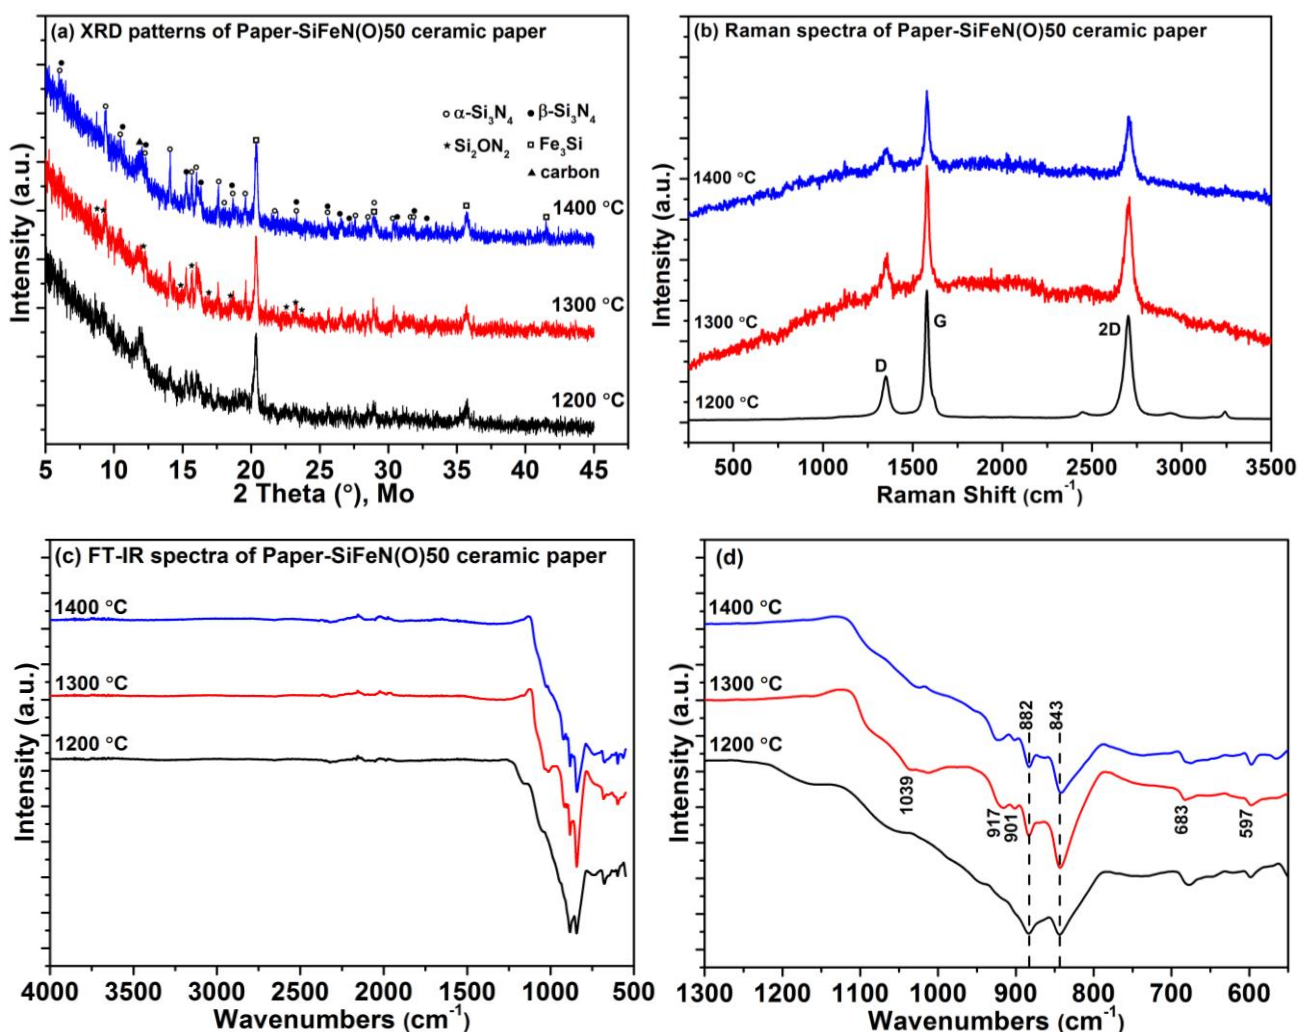 (a) XRD patterns of Paper-SiFeN(O)50 ceramic paper
○ α-Si₃N₄ ● β-Si₃N₄
★ Si₂ON₂ □ Fe₃Si
▲ carbon
1400 °C
1300 °C
1200 °C
Intensity (a.u.)
5 10 15 20 25 30 35 40 45
2 Theta (°), Mo
(b) Raman spectra of Paper-SiFeN(O)50 ceramic paper
1400 °C
1300 °C
G
2D
D
1200 °C
Intensity (a.u.)
500 1000 1500 2000 2500 3000 3500
Raman Shift (cm⁻¹)
(c) FT-IR spectra of Paper-SiFeN(O)50 ceramic paper
1400 °C
1300 °C
1200 °C
Intensity (a.u.)
4000 3500 3000 2500 2000 1500 1000 500
Wavenumbers (cm⁻¹)
(d)
1400 °C
1300 °C
1200 °C
882
843
1039
917
901
683
597
Intensity (a.u.)
1300 1200 1100 1000 900 800 700 600
Wavenumbers (cm⁻¹)